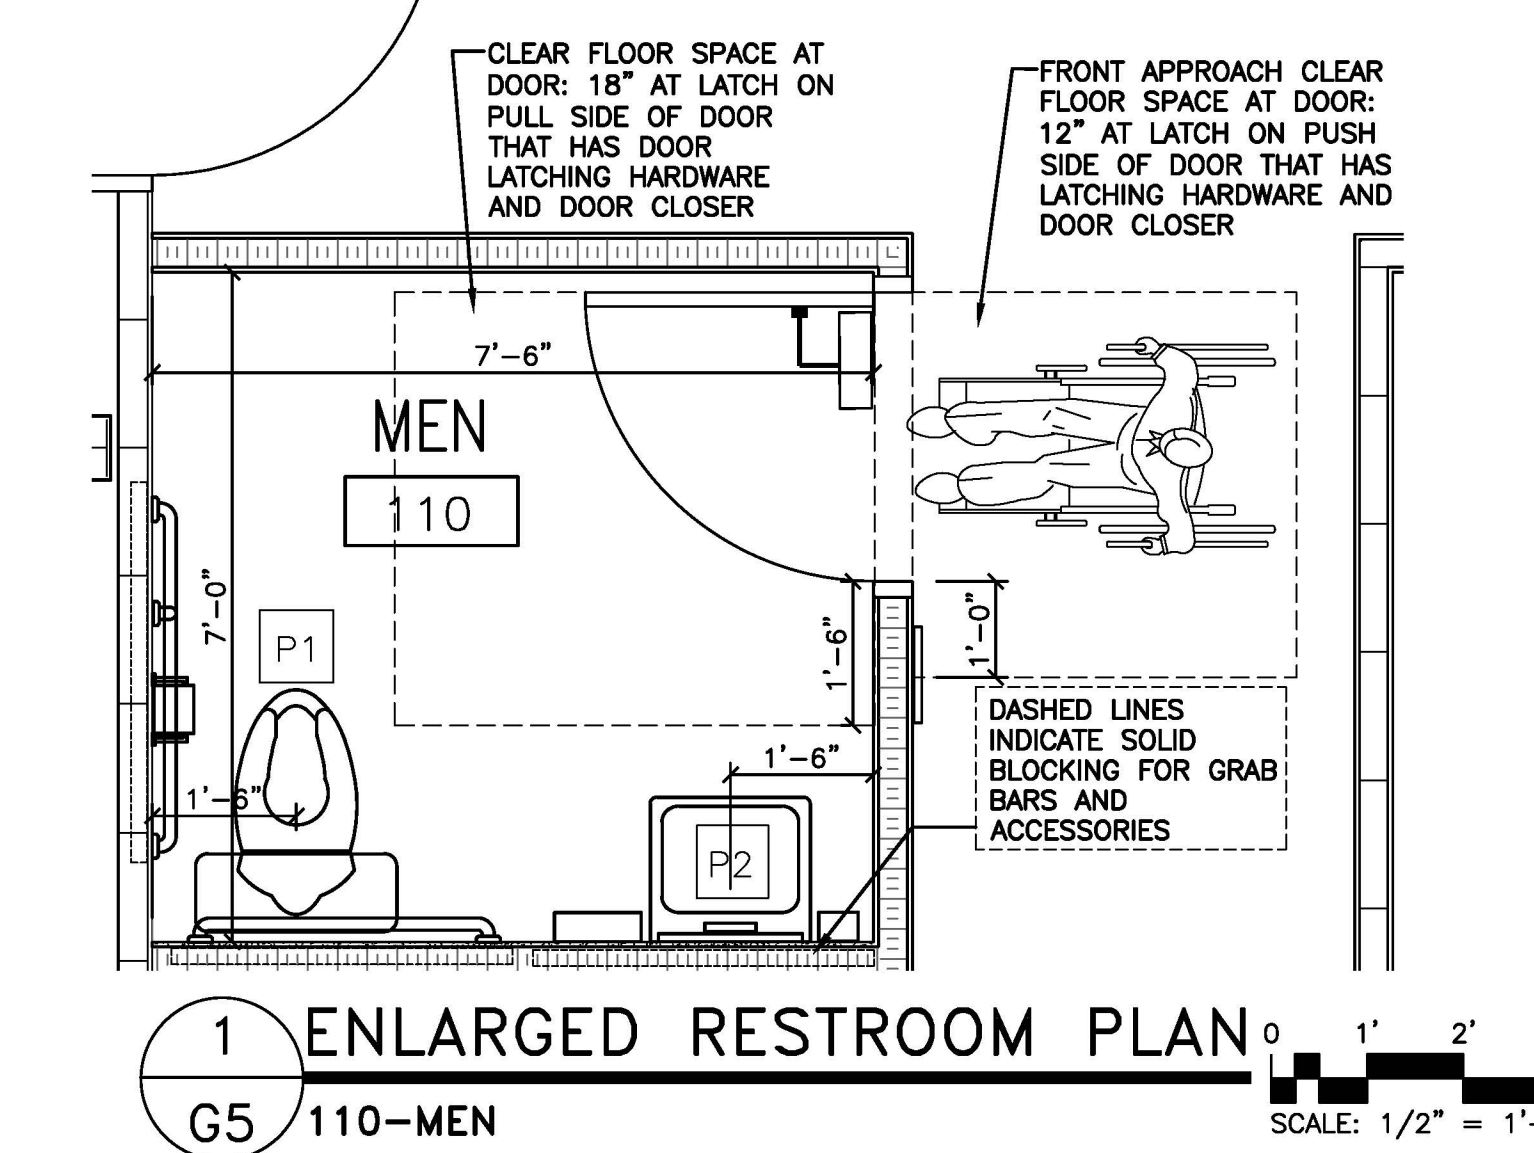 CLEAR FLOOR SPACE AT
DOOR: 18" AT LATCH ON
PULL SIDE OF DOOR
THAT HAS DOOR
LATCHING HARDWARE
AND DOOR CLOSER
FRONT APPROACH CLEAR
FLOOR SPACE AT DOOR:
12" AT LATCH ON PUSH
SIDE OF DOOR THAT HAS
LATCHING HARDWARE AND
DOOR CLOSER
7'-6"
MEN
110
7'-0"
P1
1'-6"
1'-0"
1'-6"
1'-6"
P2
DASHED LINES
INDICATE SOLID
BLOCKING FOR GRAB
BARS AND
ACCESSORIES
1
G5
ENLARGED RESTROOM PLAN
110-MEN
0 1' 2'
SCALE: 1/2" = 1'-